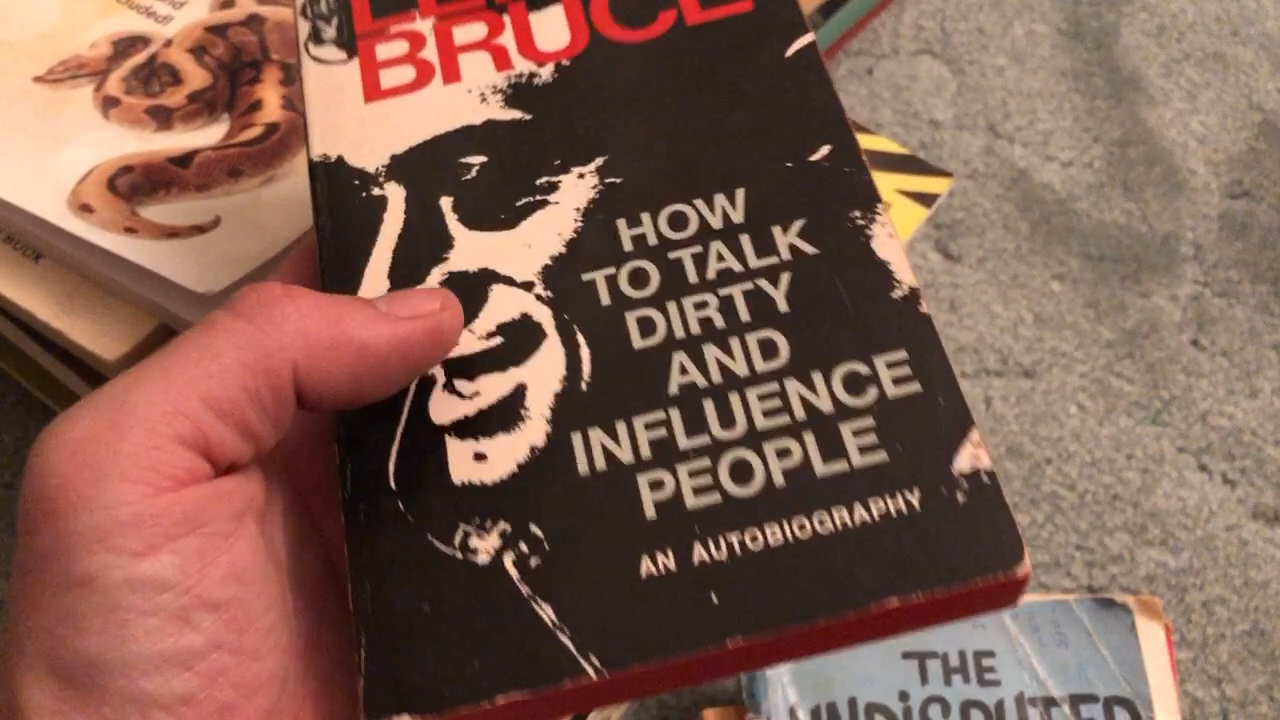 BRUCE
HOW
TO TALK
DIRTY
AND
INFLUENCE
PEOPLE
AN AUTOBIOGRAPHY
THE
UNDISPUTED